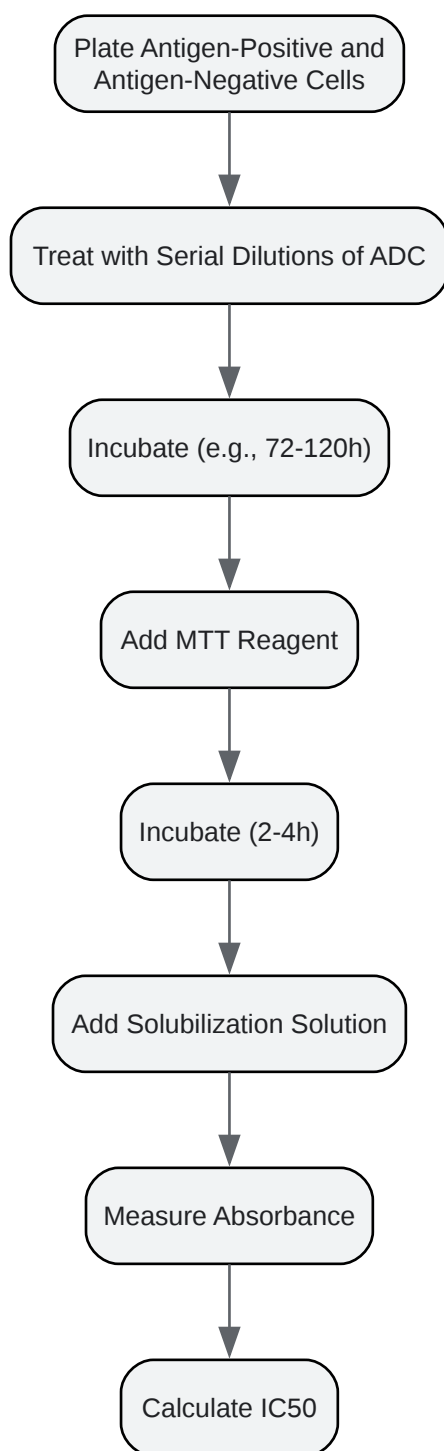 Plate Antigen-Positive and
Antigen-Negative Cells
Treat with Serial Dilutions of ADC
Incubate (e.g., 72-120h)
Add MTT Reagent
Incubate (2-4h)
Add Solubilization Solution
Measure Absorbance
Calculate IC50